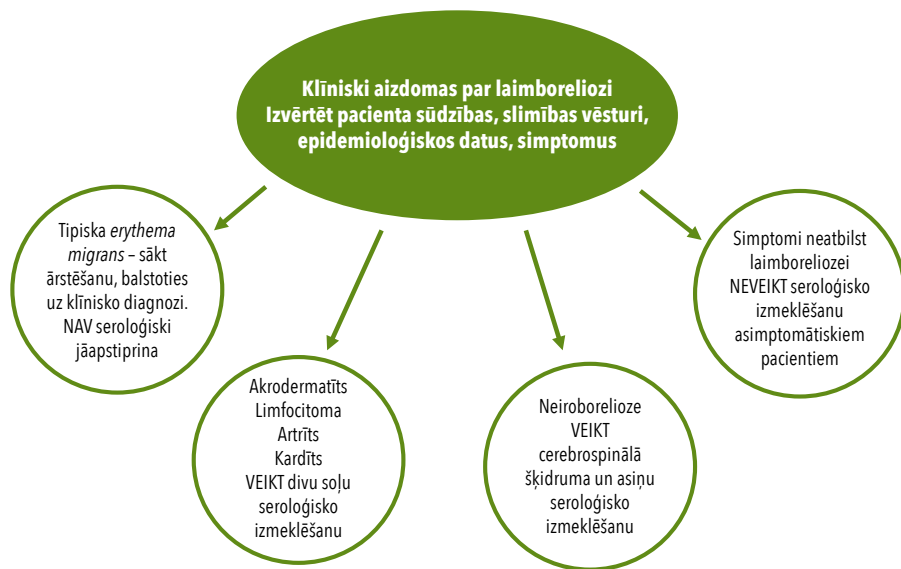 Klīniski aizdomas par laimboreliozi
Izvērtēt pacienta sūdzības, slimības vēsturi,
epidemioloģiskos datus, simptomus
Tipiska erythema
migrans – sākt
ārstēšanu, balstoties
uz klīnisko diagnozi.
NAV seroloģiski
jāapstiprina
Akrodermatīts
Limfocitoma
Artrīts
Kardīts
VEIKT divu soļu
seroloģisko
izmeklēšanu
Neiroborelioze
VEIKT
cerebrospinālā
šķidruma un asiņu
seroloģisko
izmeklēšanu
Simptomi neatbilst
laimboreliozei
NEVEIKT seroloģisko
izmeklēšanu
asimptomātiskiem
pacientiem